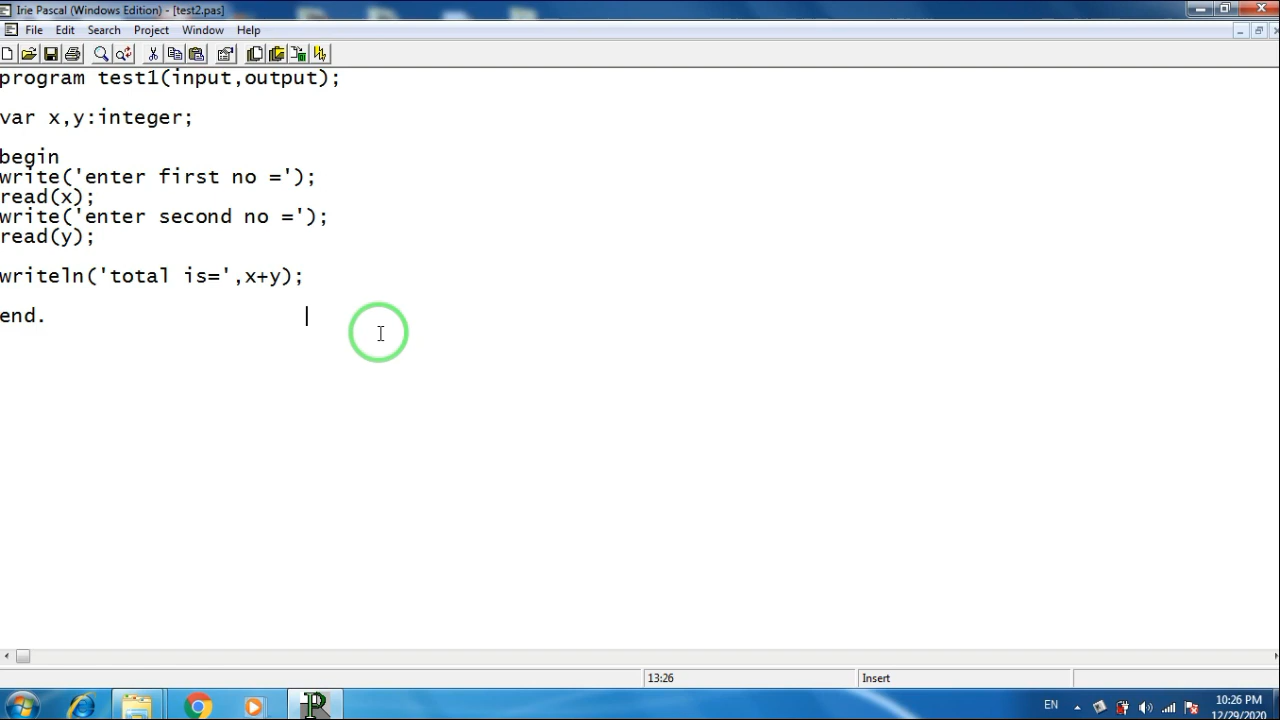 Irie Pascal (Windows Edition) - [test2.pas]
File Edit Search Project Window Help
program test1(input,output);
var x,y:integer;
begin
write('enter first no =');
read(x);
write('enter second no =');
read(y);
writeln('total is=',x+y);
end.
13:26 Insert
EN 10:26 PM
12/29/2020